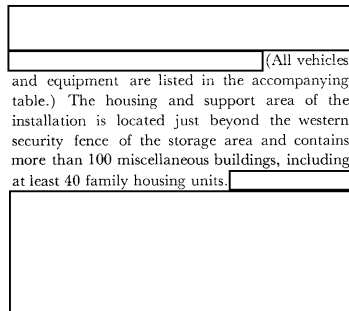 (All vehicles
and equipment are listed in the accompanying
table.) The housing and support area of the
installation is located just beyond the western
security fence of the storage area and contains
more than 100 miscellaneous buildings, including
at least 40 family housing units.